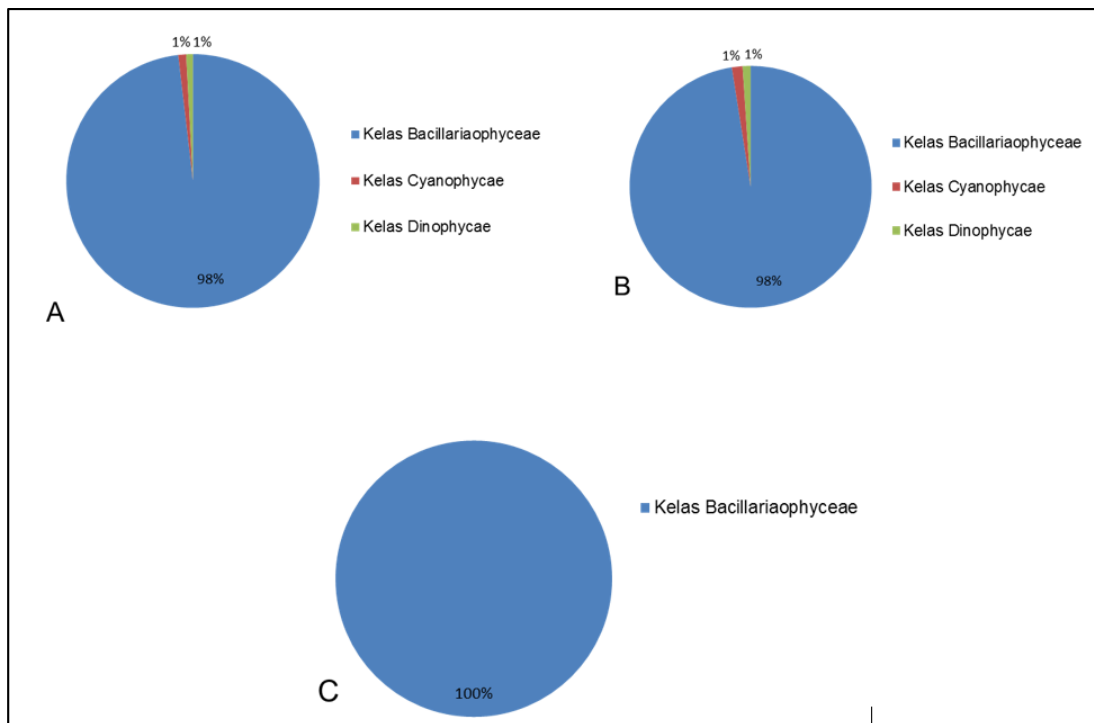 1% 1%
Kelas Bacillariaophyceae
Kelas Cyanophycae
Kelas Dinophycae
98%
A
1% 1%
Kelas Bacillariaophyceae
Kelas Cyanophycae
Kelas Dinophycae
98%
B
Kelas Bacillariaophyceae
100%
C